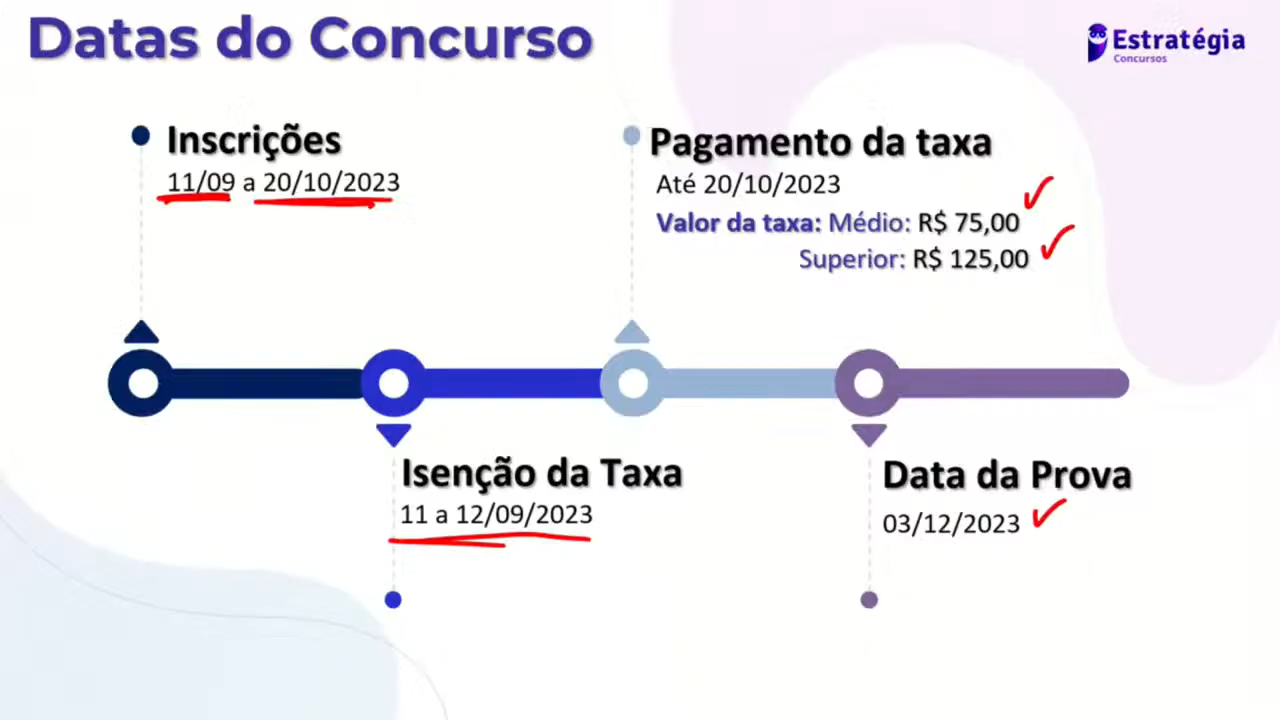 Datas do Concurso
Estratégia
Concursos
Inscrições
11/09 a 20/10/2023
Pagamento da taxa
Até 20/10/2023
Valor da taxa: Médio: R$ 75,00
Superior: R$ 125,00
Isenção da Taxa
11 a 12/09/2023
Data da Prova
03/12/2023